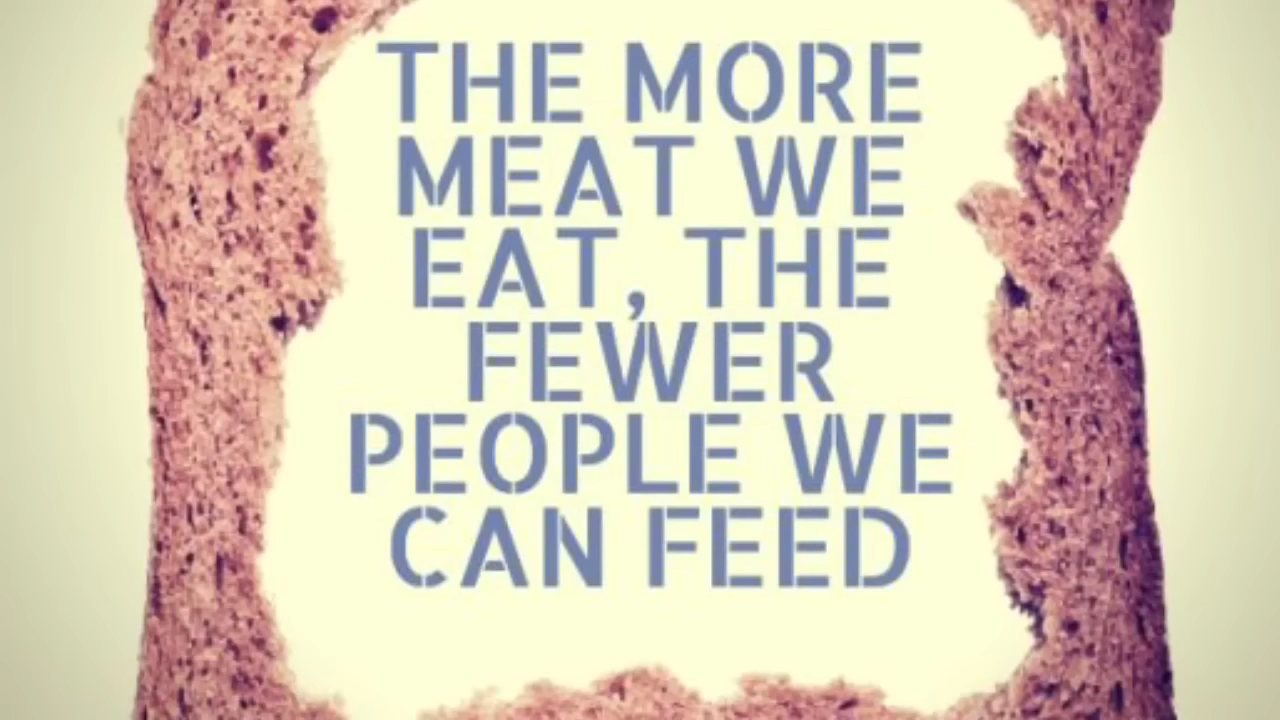 THE MORE
MEAT WE
EAT, THE
FEWER
PEOPLE WE
CAN FEED